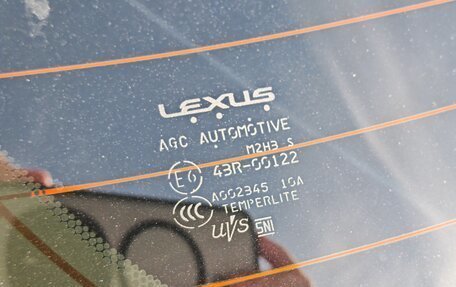 LEXUS
AGC AUTOMOTIVE
M2H3 S
E6 43R-00122
A002345 10A
CCC TEMPERLITE
uVs SNI